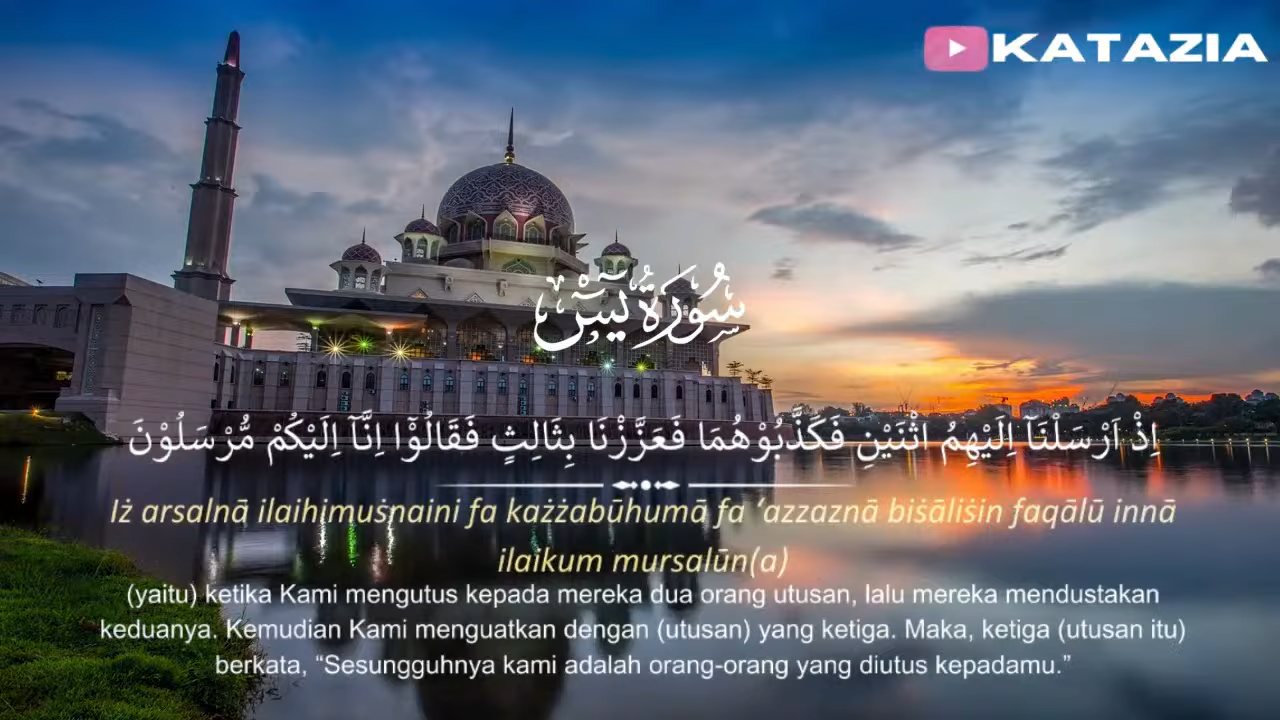 KATAZIA
سُوْرَةُ يٰسٓ
اِذْ اَرْسَلْنَآ اِلَيْهِمُ اثْنَيْنِ فَكَذَّبُوْهُمَا فَعَزَّزْنَا بِثَالِثٍ فَقَالُوْٓا اِنَّآ اِلَيْكُمْ مُّرْسَلُوْنَ
Iż arsalnā ilaihimuṡnaini fa każżabūhumā fa ‘azzaznā biṡāliṡin faqālū innā
ilaikum mursalūn(a)
(yaitu) ketika Kami mengutus kepada mereka dua orang utusan, lalu mereka mendustakan
keduanya. Kemudian Kami menguatkan dengan (utusan) yang ketiga. Maka, ketiga (utusan itu)
berkata, “Sesungguhnya kami adalah orang-orang yang diutus kepadamu.”